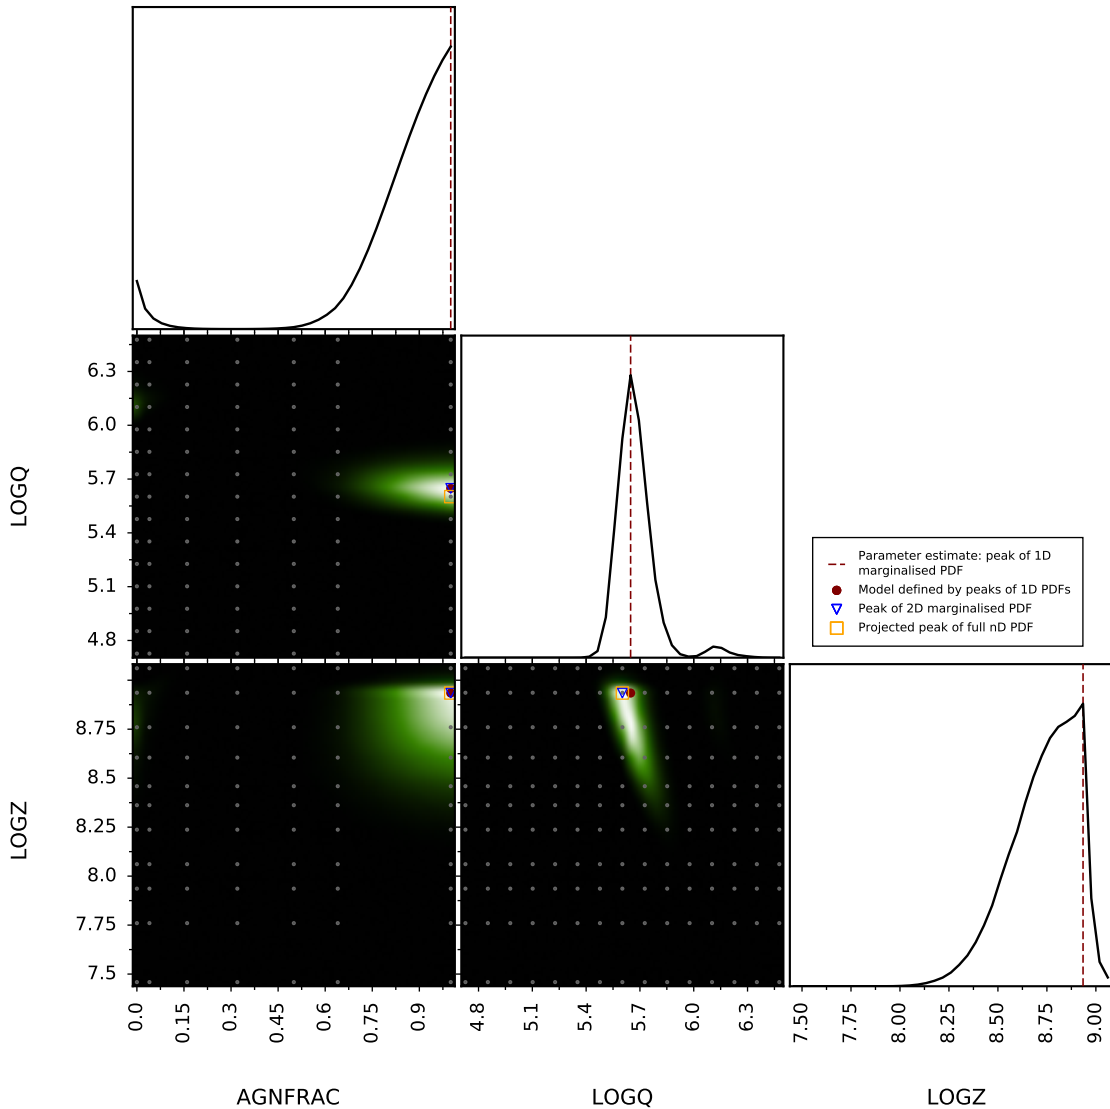 6.3
6.0
5.7
5.4
5.1
4.8
LOGQ
Parameter estimate: peak of 1D
marginalised PDF
Model defined by peaks of 1D PDFs
Peak of 2D marginalised PDF
Projected peak of full nD PDF
8.75
8.5
8.25
8.0
7.75
7.5
LOGZ
0.0 0.15 0.3 0.45 0.6 0.75 0.9
4.8 5.1 5.4 5.7 6.0 6.3
7.50 7.75 8.00 8.25 8.50 8.75 9.00
AGNFRAC LOGQ LOGZ